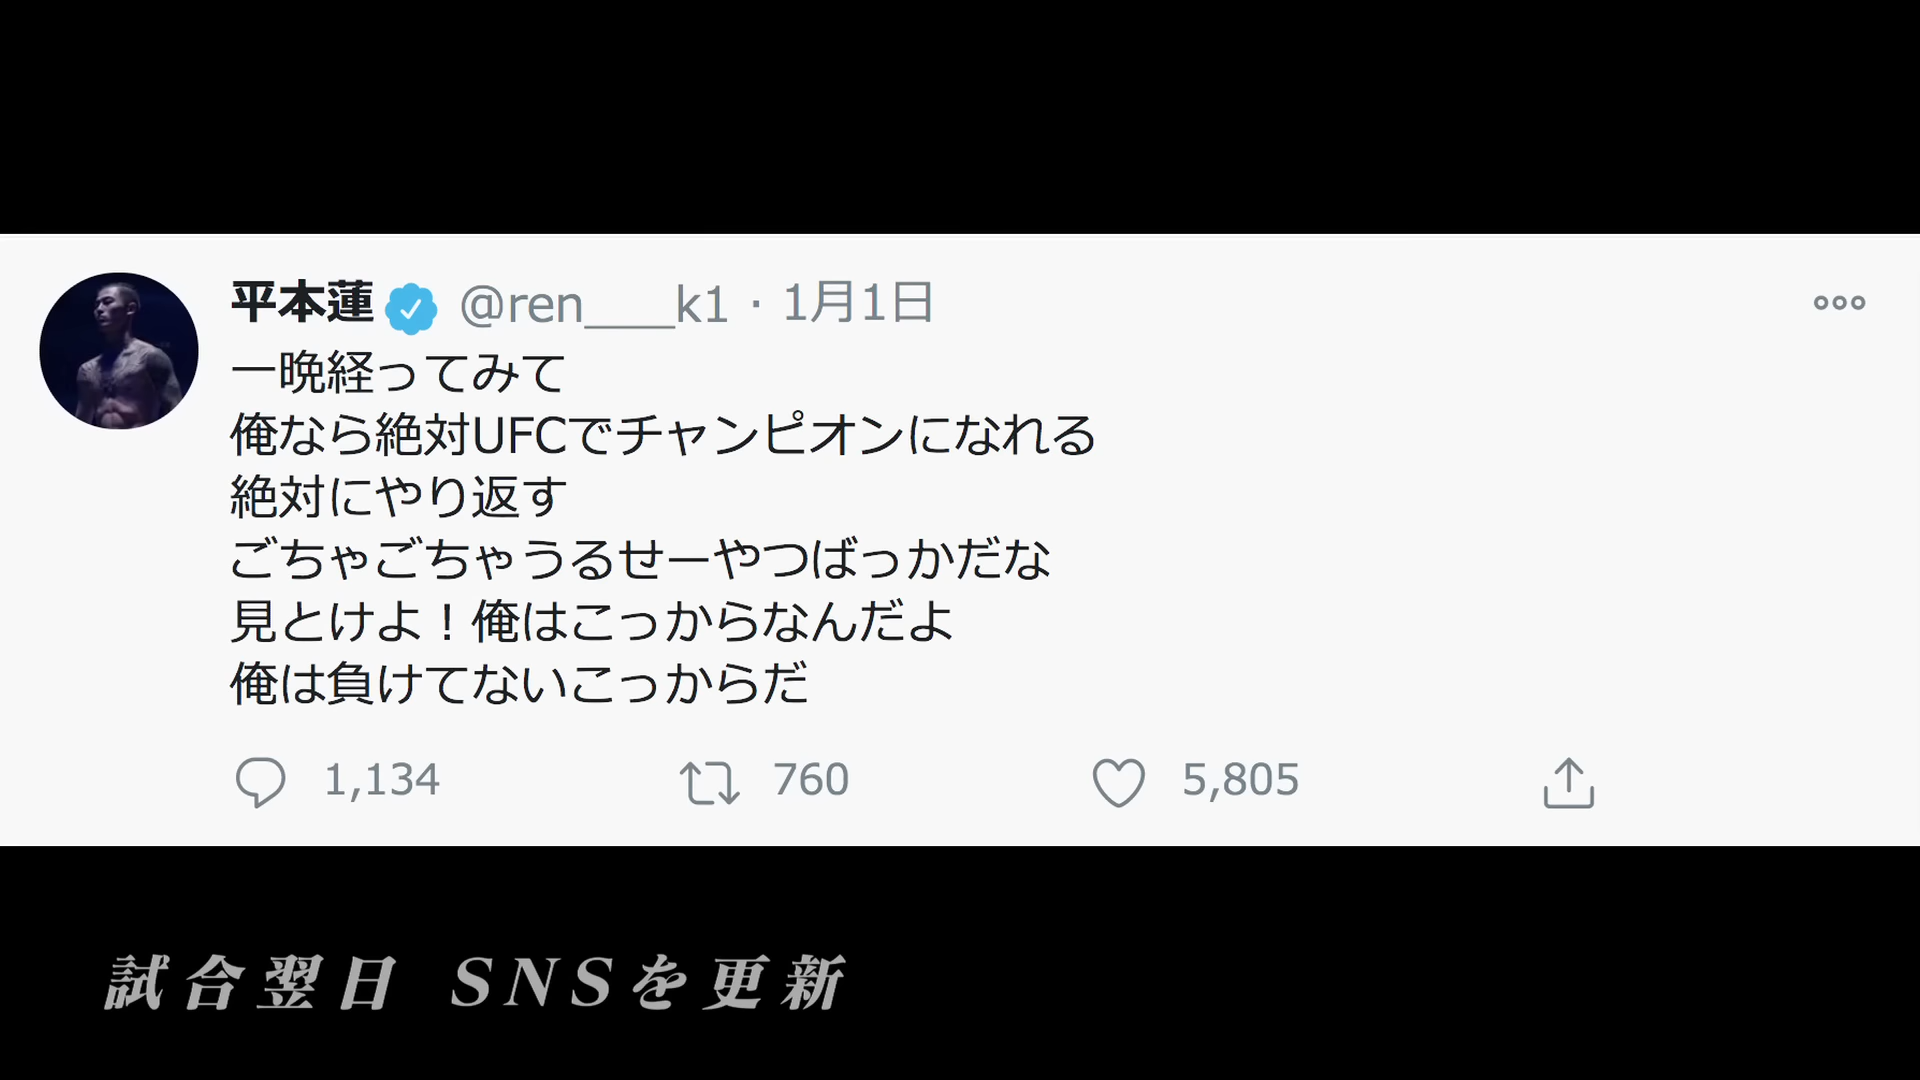 平本蓮 @ren___k1 · 1月1日
一晩経ってみて
俺なら絶対UFCでチャンピオンになれる
絶対にやり返す
ごちゃごちゃうるせーやつばっかだな
見とけよ！俺はこっからなんだよ
俺は負けてないこっからだ
1,134 760 5,805
試合翌日 SNSを更新